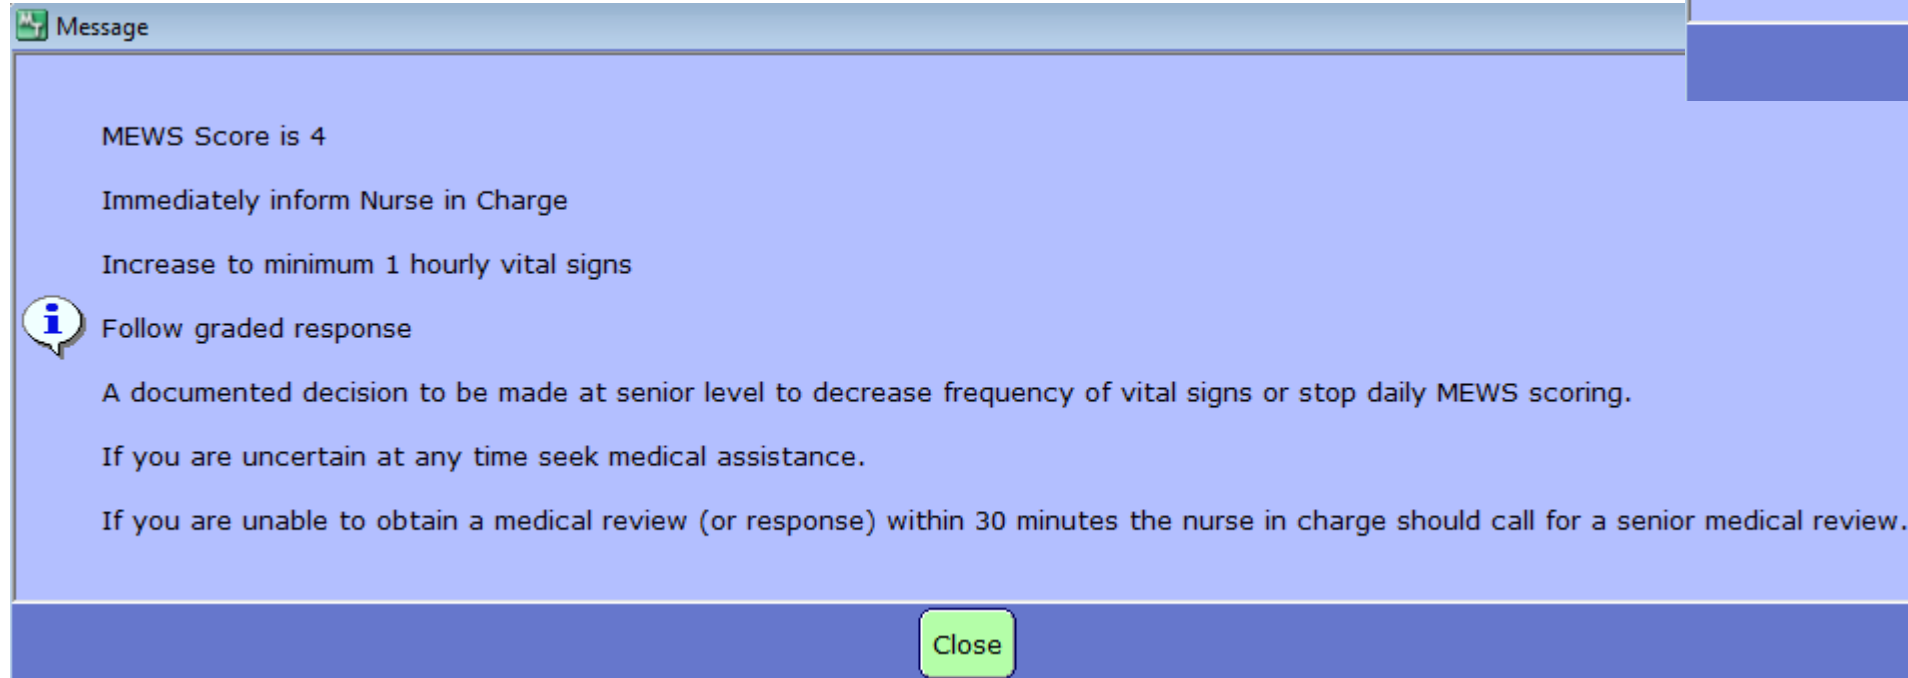 Message
MEWS Score is 4
Immediately inform Nurse in Charge
Increase to minimum 1 hourly vital signs
Follow graded response
A documented decision to be made at senior level to decrease frequency of vital signs or stop daily MEWS scoring.
If you are uncertain at any time seek medical assistance.
If you are unable to obtain a medical review (or response) within 30 minutes the nurse in charge should call for a senior medical review.
Close